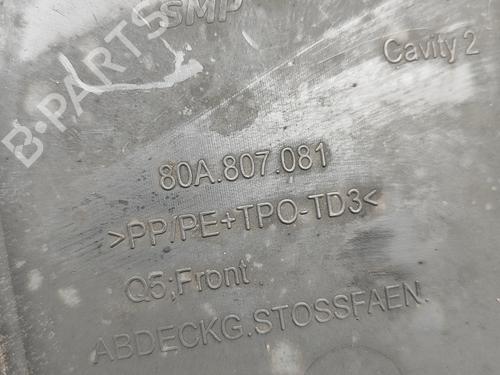 smp
B-PARTS
Cavity 2
80A.807.081
>PP/PE+TPO-TD3<
Q5;Front
ABDECKG.STOSSFAEN.